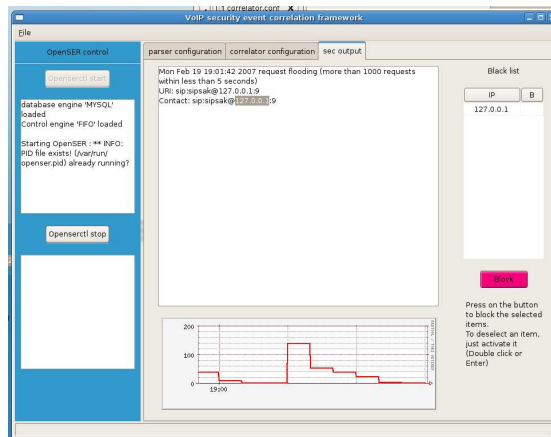 correlator.conf X
VoIP security event correlation framework
File
OpenSER control
parser configuration
correlator configuration
sec output
Openserctl start
database engine 'MYSQL'
loaded
Control engine 'FIFO' loaded
Starting OpenSER : ** INFO:
PID file exists! (/var/run/
openser.pid) already running?
Openserctl stop
Mon Feb 19 19:01:42 2007 request flooding (more than 1000 requests
within less than 5 seconds)
URI: sip:sipsak@127.0.0.1:9
Contact: sip:sipsak@127.0.0.1:9
200
100
0
19:00
Black list
IP B
127.0.0.1
Block
Press on the button
to block the selected
items.
To deselect an item,
just activate it
(Double click or
Enter)